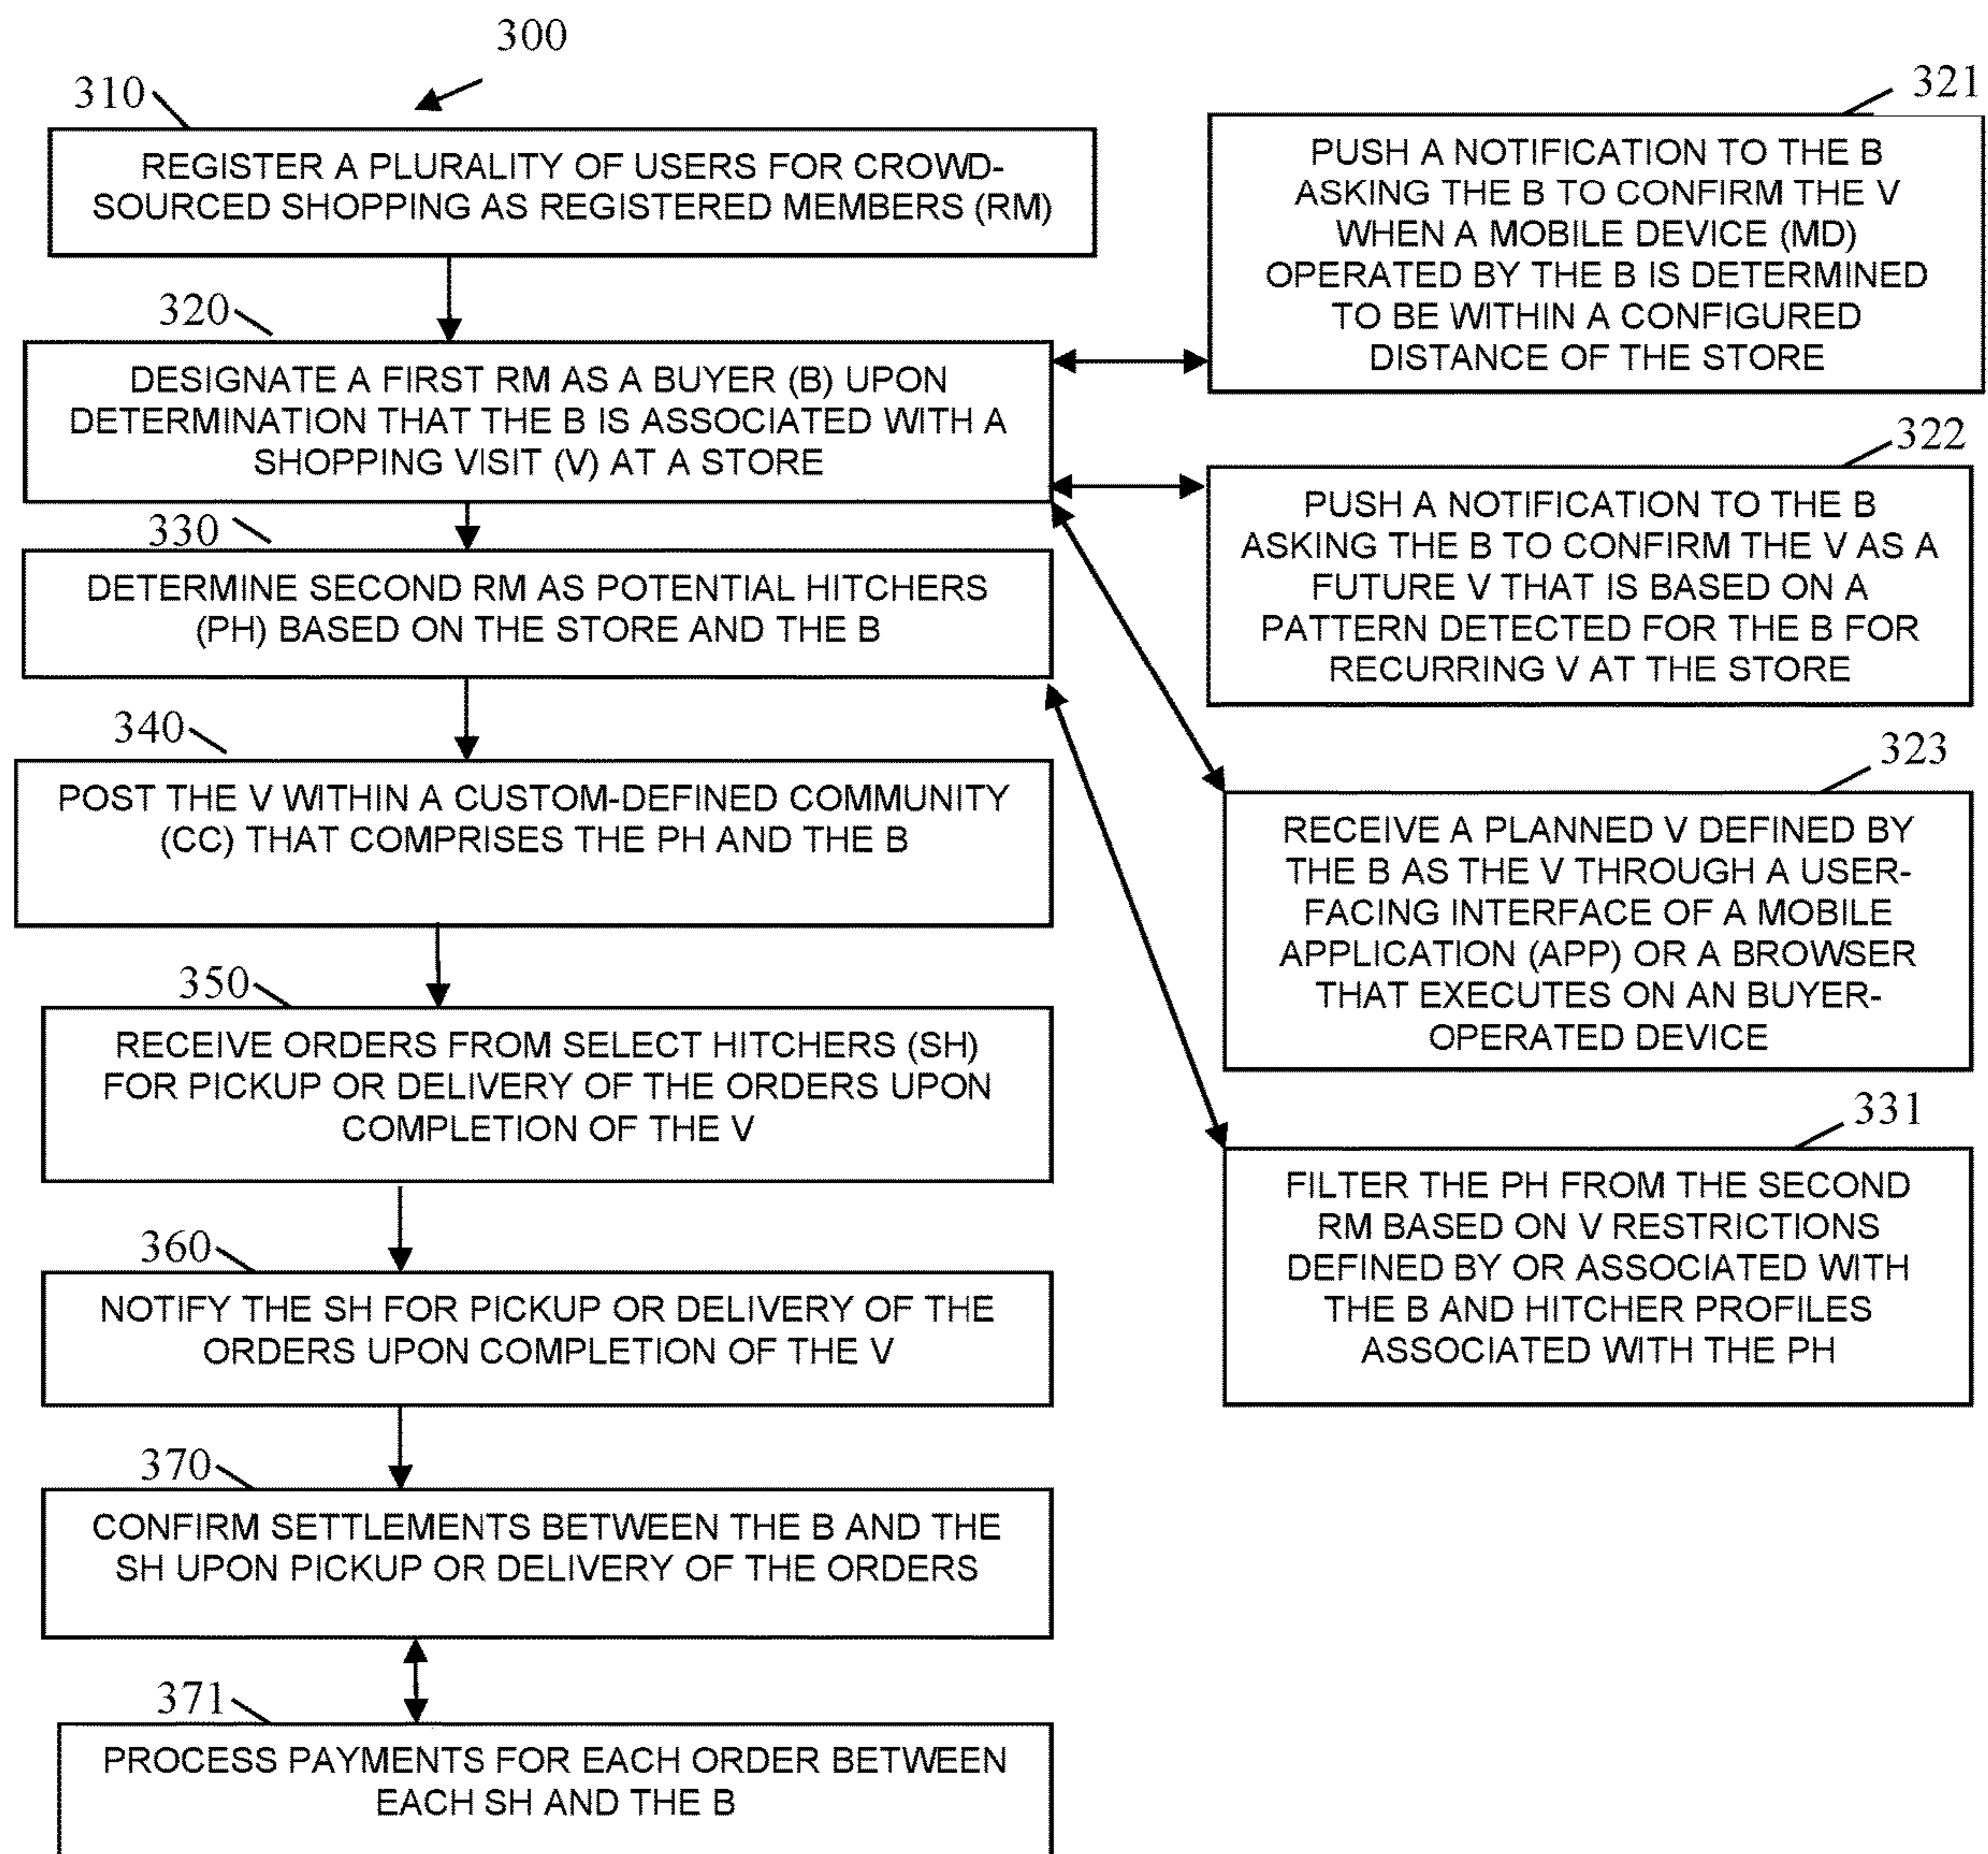 300
310
REGISTER A PLURALITY OF USERS FOR CROWD-
SOURCED SHOPPING AS REGISTERED MEMBERS (RM)
320
DESIGNATE A FIRST RM AS A BUYER (B) UPON
DETERMINATION THAT THE B IS ASSOCIATED WITH A
SHOPPING VISIT (V) AT A STORE
330
DETERMINE SECOND RM AS POTENTIAL HITCHERS
(PH) BASED ON THE STORE AND THE B
340
POST THE V WITHIN A CUSTOM-DEFINED COMMUNITY
(CC) THAT COMPRISES THE PH AND THE B
350
RECEIVE ORDERS FROM SELECT HITCHERS (SH)
FOR PICKUP OR DELIVERY OF THE ORDERS UPON
COMPLETION OF THE V
360
NOTIFY THE SH FOR PICKUP OR DELIVERY OF THE
ORDERS UPON COMPLETION OF THE V
370
CONFIRM SETTLEMENTS BETWEEN THE B AND THE
SH UPON PICKUP OR DELIVERY OF THE ORDERS
371
PROCESS PAYMENTS FOR EACH ORDER BETWEEN
EACH SH AND THE B
321
PUSH A NOTIFICATION TO THE B
ASKING THE B TO CONFIRM THE V
WHEN A MOBILE DEVICE (MD)
OPERATED BY THE B IS DETERMINED
TO BE WITHIN A CONFIGURED
DISTANCE OF THE STORE
322
PUSH A NOTIFICATION TO THE B
ASKING THE B TO CONFIRM THE V AS A
FUTURE V THAT IS BASED ON A
PATTERN DETECTED FOR THE B FOR
RECURRING V AT THE STORE
323
RECEIVE A PLANNED V DEFINED BY
THE B AS THE V THROUGH A USER-
FACING INTERFACE OF A MOBILE
APPLICATION (APP) OR A BROWSER
THAT EXECUTES ON AN BUYER-
OPERATED DEVICE
331
FILTER THE PH FROM THE SECOND
RM BASED ON V RESTRICTIONS
DEFINED BY OR ASSOCIATED WITH
THE B AND HITCHER PROFILES
ASSOCIATED WITH THE PH